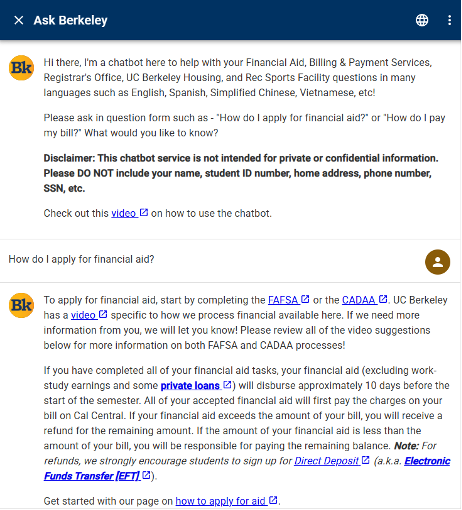 Ask Berkeley
Bk
Hi there, I'm a chatbot here to help with your Financial Aid, Billing & Payment Services,
Registrar's Office, UC Berkeley Housing, and Rec Sports Facility questions in many
languages such as English, Spanish, Simplified Chinese, Vietnamese, etc!
Please ask in question form such as - "How do I apply for financial aid?" or "How do I pay
my bill?" What would you like to know?
Disclaimer: This chatbot service is not intended for private or confidential information.
Please DO NOT include your name, student ID number, home address, phone number,
SSN, etc.
Check out this video on how to use the chatbot.
How do I apply for financial aid?
Bk
To apply for financial aid, start by completing the FAFSA or the CADAA. UC Berkeley
has a video specific to how we process financial available here. If we need more
information from you, we will let you know! Please review all of the video suggestions
below for more information on both FAFSA and CADAA processes!
If you have completed all of your financial aid tasks, your financial aid (excluding work-
study earnings and some private loans) will disburse approximately 10 days before the
start of the semester. All of your accepted financial aid will first pay the charges on your
bill on Cal Central. If your financial aid exceeds the amount of your bill, you will receive a
refund for the remaining amount. If the amount of your financial aid is less than the
amount of your bill, you will be responsible for paying the remaining balance. Note: For
refunds, we strongly encourage students to sign up for Direct Deposit (a.k.a. Electronic
Funds Transfer [EFT]).
Get started with our page on how to apply for aid.